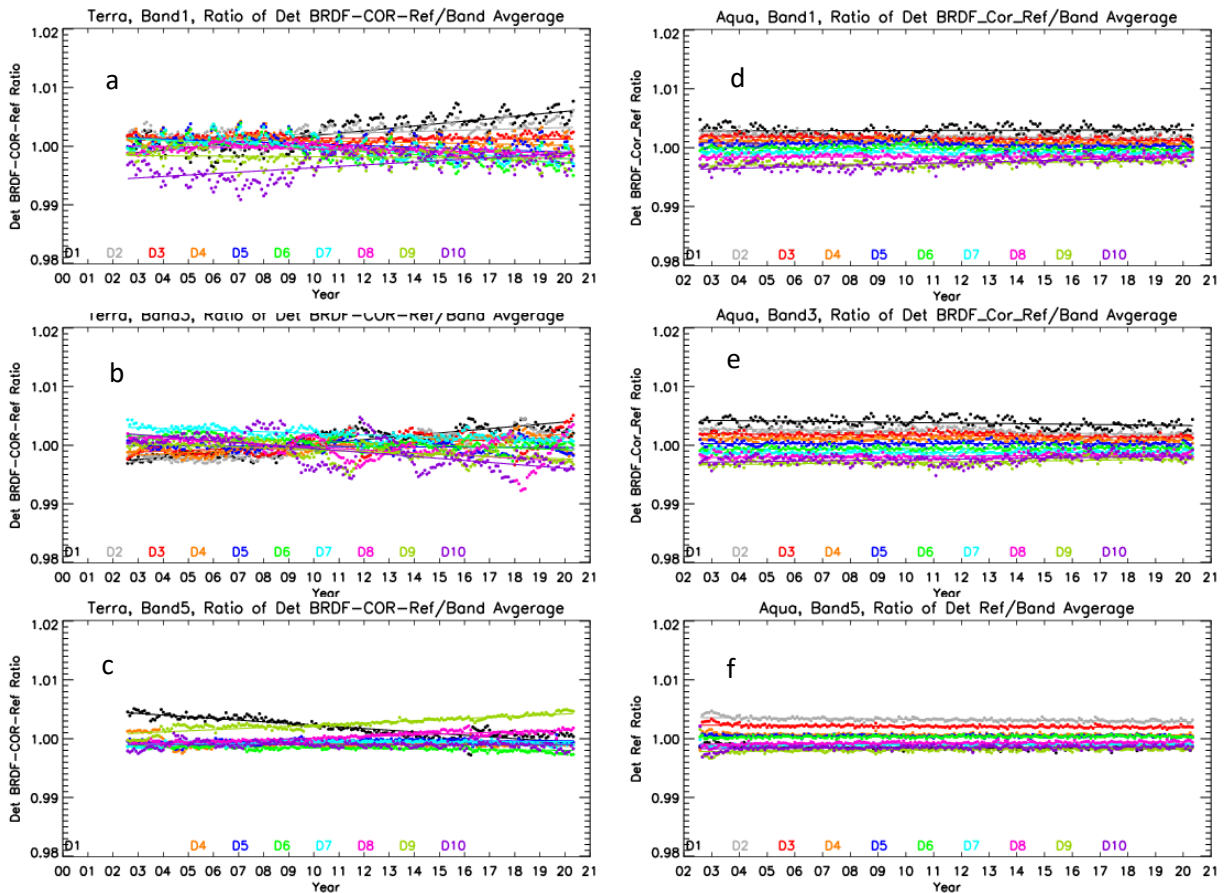 Terra, Band1, Ratio of Det BRDF-COR-Ref/Band Avgerage
1.02
1.01
1.00
0.99
0.98
Det BRDF-COR-Ref Ratio
a
D1 D2 D3 D4 D5 D6 D7 D8 D9 D10
00 01 02 03 04 05 06 07 08 09 10 11 12 13 14 15 16 17 18 19 20 21
Year
Aqua, Band1, Ratio of Det BRDF_Cor_Ref/Band Avgerage
1.02
1.01
1.00
0.99
0.98
Det BRDF_Cor_Ref Ratio
d
D1 D2 D3 D4 D5 D6 D7 D8 D9 D10
02 03 04 05 06 07 08 09 10 11 12 13 14 15 16 17 18 19 20 21
Year
Terra, Band3, Ratio of Det BRDF-COR-Ref/Band Avgerage
1.02
1.01
1.00
0.99
0.98
Det BRDF-COR-Ref Ratio
b
D1 D2 D3 D4 D5 D6 D7 D8 D9 D10
00 01 02 03 04 05 06 07 08 09 10 11 12 13 14 15 16 17 18 19 20 21
Year
Aqua, Band3, Ratio of Det BRDF_Cor_Ref/Band Avgerage
1.02
1.01
1.00
0.99
0.98
Det BRDF_Cor_Ref Ratio
e
D1 D2 D3 D4 D5 D6 D7 D8 D9 D10
02 03 04 05 06 07 08 09 10 11 12 13 14 15 16 17 18 19 20 21
Year
Terra, Band5, Ratio of Det BRDF-COR-Ref/Band Avgerage
1.02
1.01
1.00
0.99
0.98
Det BRDF-COR-Ref Ratio
c
D1 D4 D5 D6 D7 D8 D9 D10
00 01 02 03 04 05 06 07 08 09 10 11 12 13 14 15 16 17 18 19 20 21
Year
Aqua, Band5, Ratio of Det Ref/Band Avgerage
1.02
1.01
1.00
0.99
0.98
Det Ref Ratio
f
D1 D2 D3 D4 D5 D6 D7 D8 D9 D10
02 03 04 05 06 07 08 09 10 11 12 13 14 15 16 17 18 19 20 21
Year